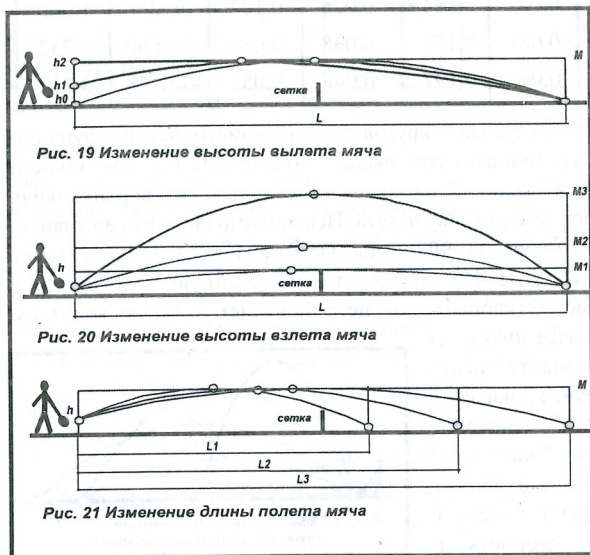 h2
h1
h0
M
сетка
L
Рис. 19 Изменение высоты вылета мяча
M3
M2
M1
h
сетка
L
Рис. 20 Изменение высоты взлета мяча
h
M
сетка
L1
L2
L3
Рис. 21 Изменение длины полета мяча